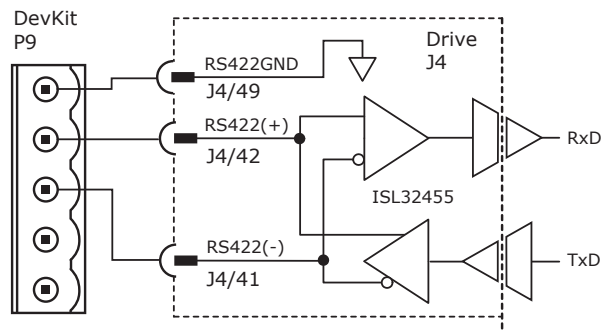 DevKit
P9
Drive
J4
RS422GND
J4/49
RS422(+)
J4/42
RxD
ISL32455
RS422(-)
J4/41
TxD